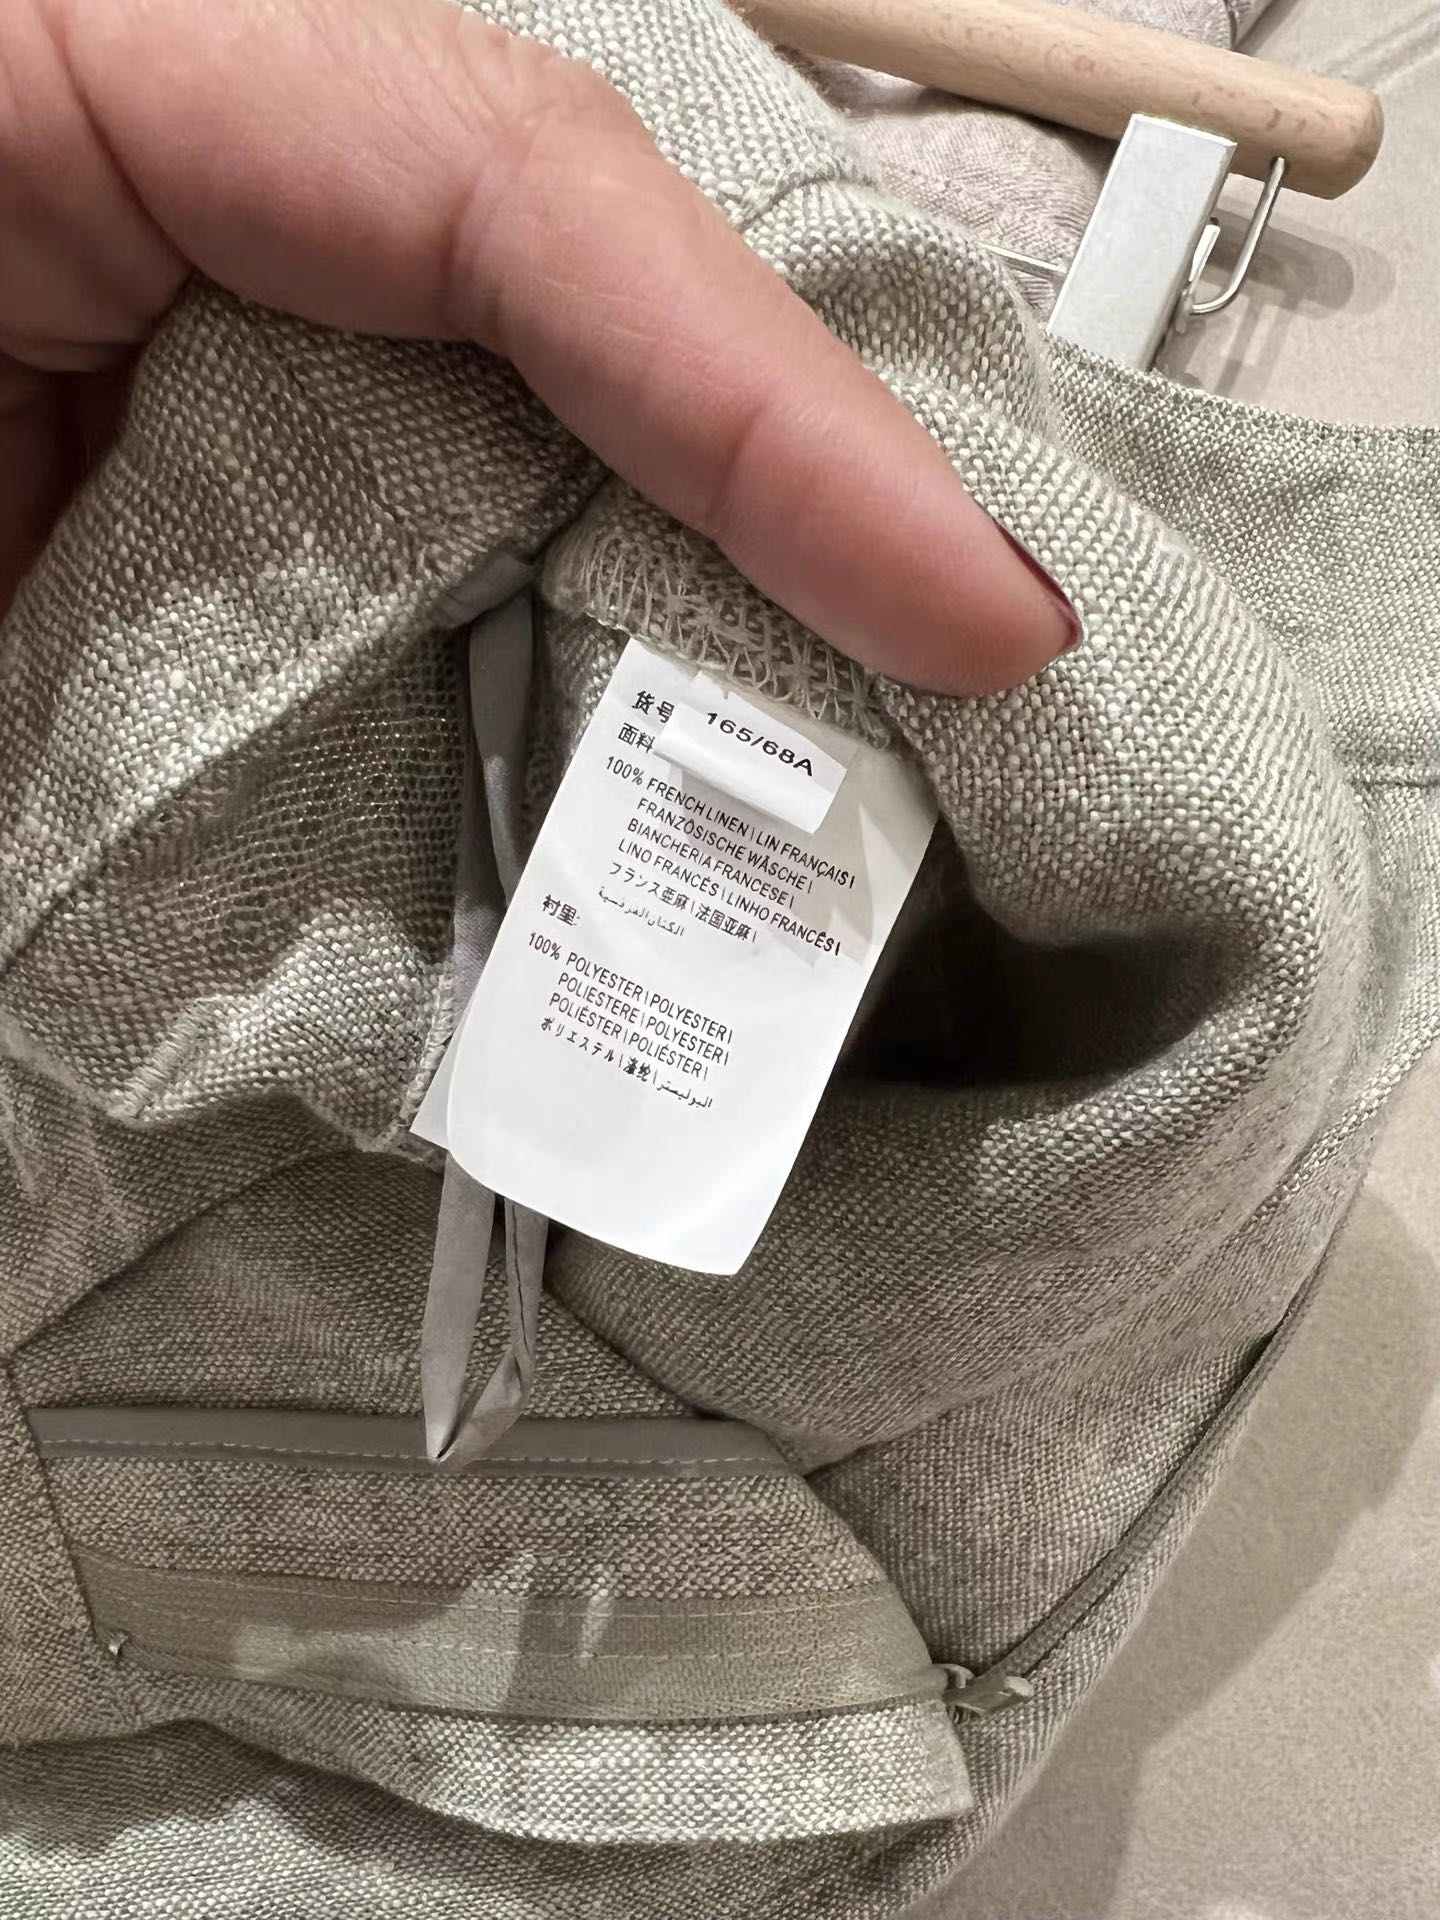 货号
165/68A
面料
100% FRENCH LINEN | LIN FRANÇAIS |
FRANZÖSISCHE WÄSCHE |
BIANCHERIA FRANCESE |
LINO FRANCÉS | LINHO FRANCÊS |
フランス亜麻 | 法国亚麻 |
الكتان الفرنسية
衬里:
100% POLYESTER | POLYESTER |
POLIESTERE | POLYESTER |
POLIÉSTER | POLIÉSTER |
ポリエステル | 涤纶 | البوليستر